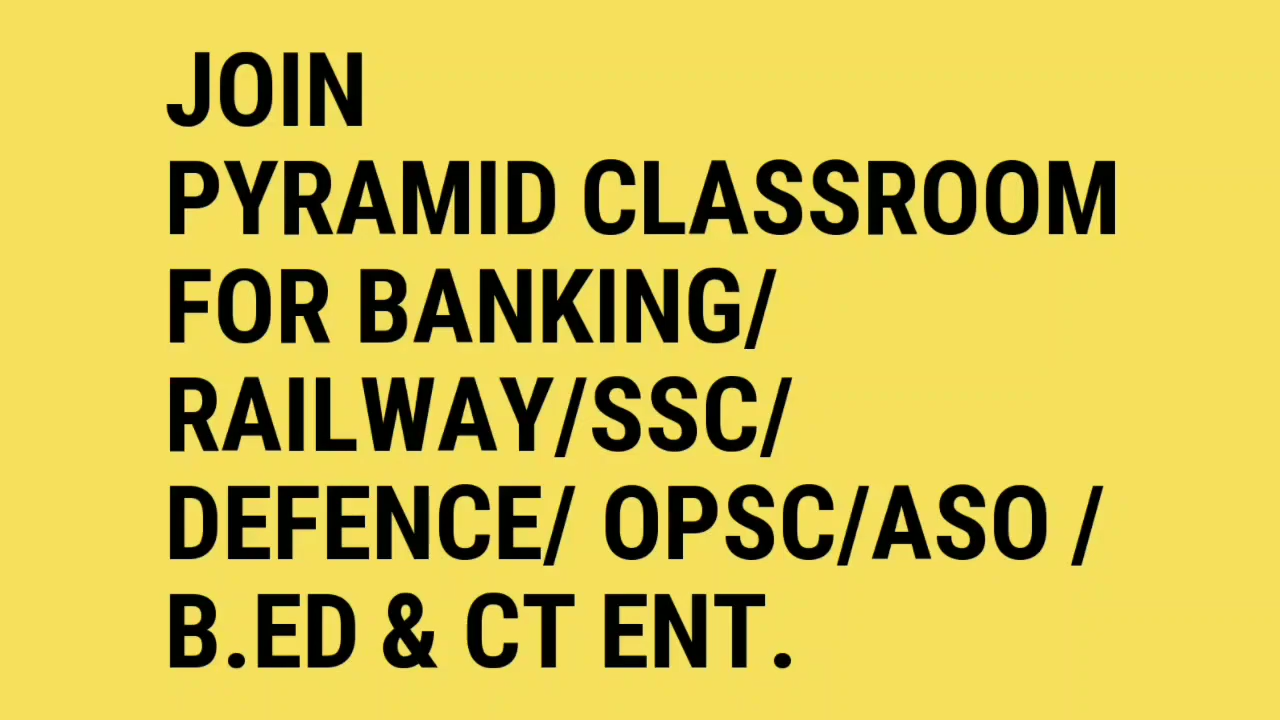 JOIN
PYRAMID CLASSROOM
FOR BANKING/
RAILWAY/SSC/
DEFENCE/ OPSC/ASO /
B.ED & CT ENT.